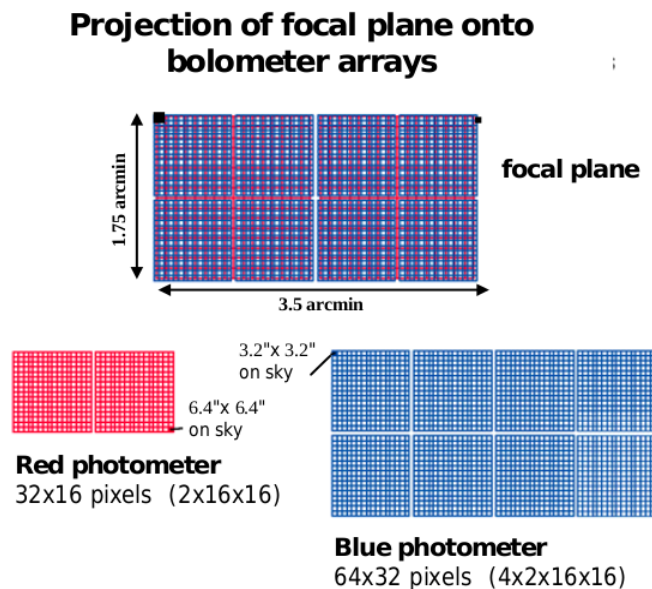 Projection of focal plane onto
bolometer arrays
focal plane
1.75 arcmin
3.5 arcmin
3.2"x 3.2"
on sky
6.4"x 6.4"
on sky
Red photometer
32x16 pixels (2x16x16)
Blue photometer
64x32 pixels (4x2x16x16)